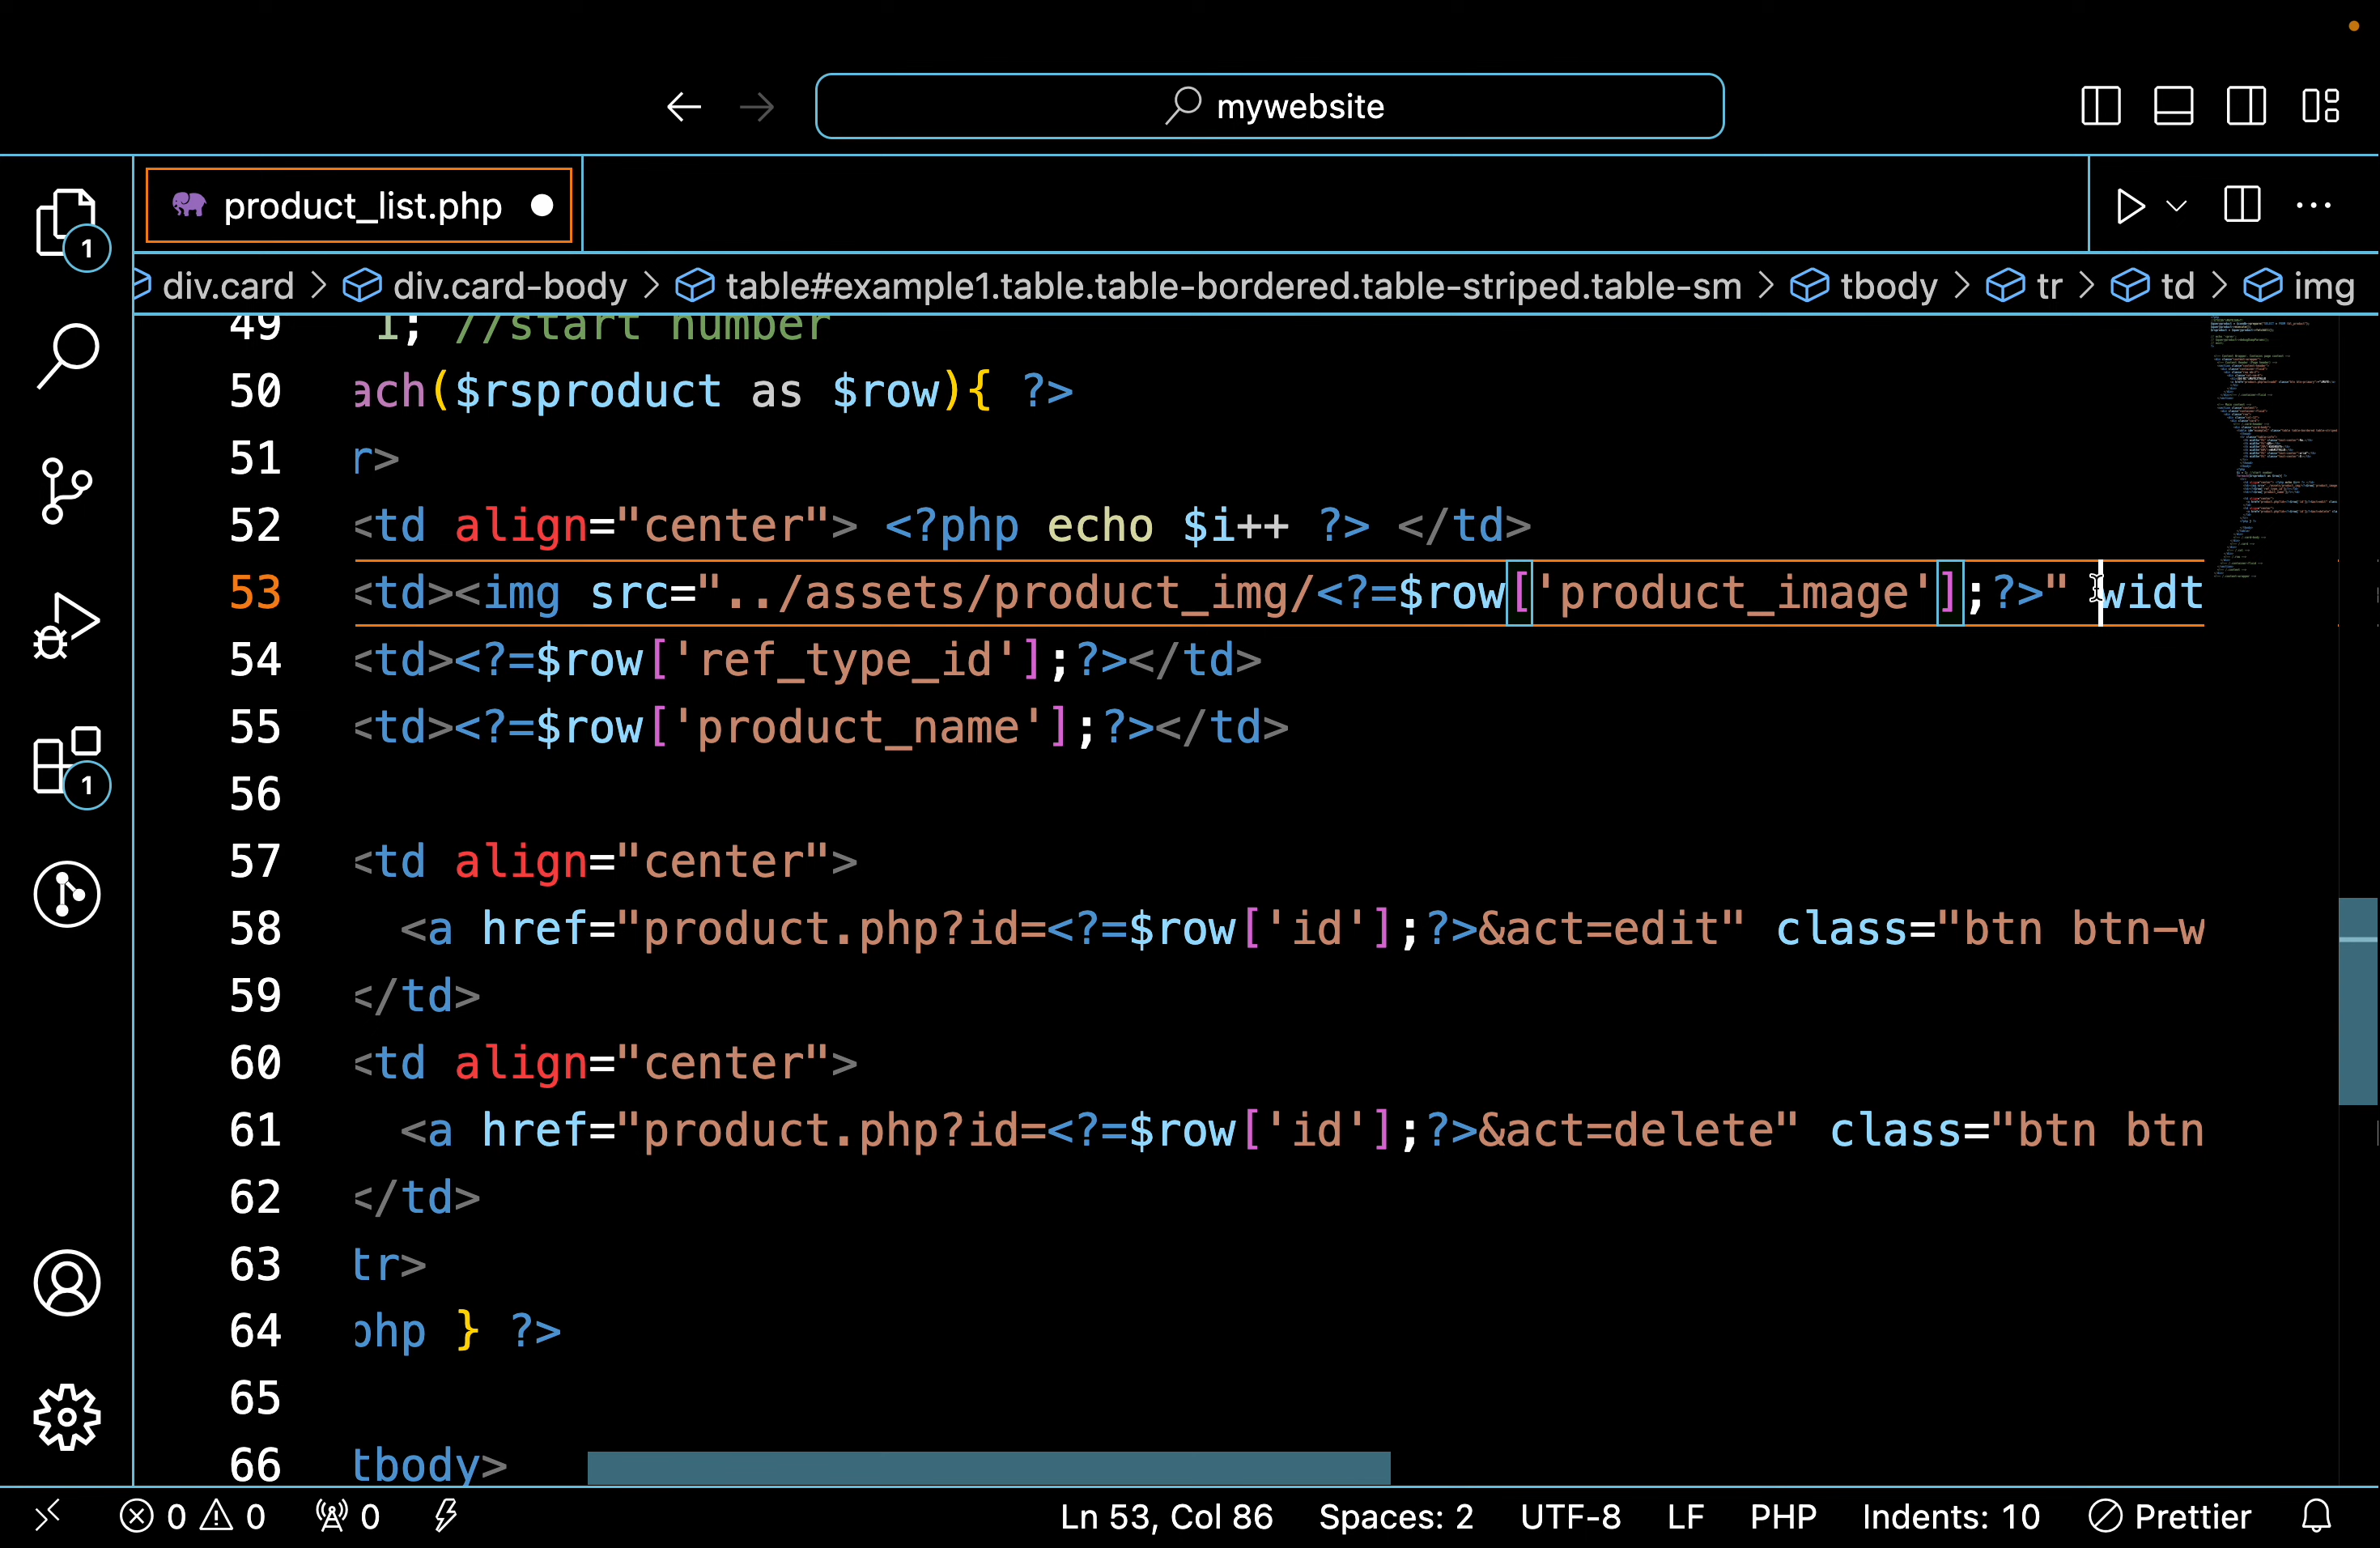 mywebsite
product_list.php
div.card > div.card-body > table#example1.table.table-bordered.table-striped.table-sm > tbody > tr > td > img
49 1; //start number
50 ach($rsproduct as $row){ ?>
51 r>
52 <td align="center"> <?php echo $i++ ?> </td>
53 <td><img src="../assets/product_img/<?=$row['product_image'];?>" widt
54 <td><?=$row['ref_type_id'];?></td>
55 <td><?=$row['product_name'];?></td>
56
57 <td align="center">
58 <a href="product.php?id=<?=$row['id'];?>&act=edit" class="btn btn-w
59 </td>
60 <td align="center">
61 <a href="product.php?id=<?=$row['id'];?>&act=delete" class="btn btn
62 </td>
63 tr>
64 php } ?>
65
66 tbody>
1
1
0 0 0 Ln 53, Col 86 Spaces: 2 UTF-8 LF PHP Indents: 10 Prettier